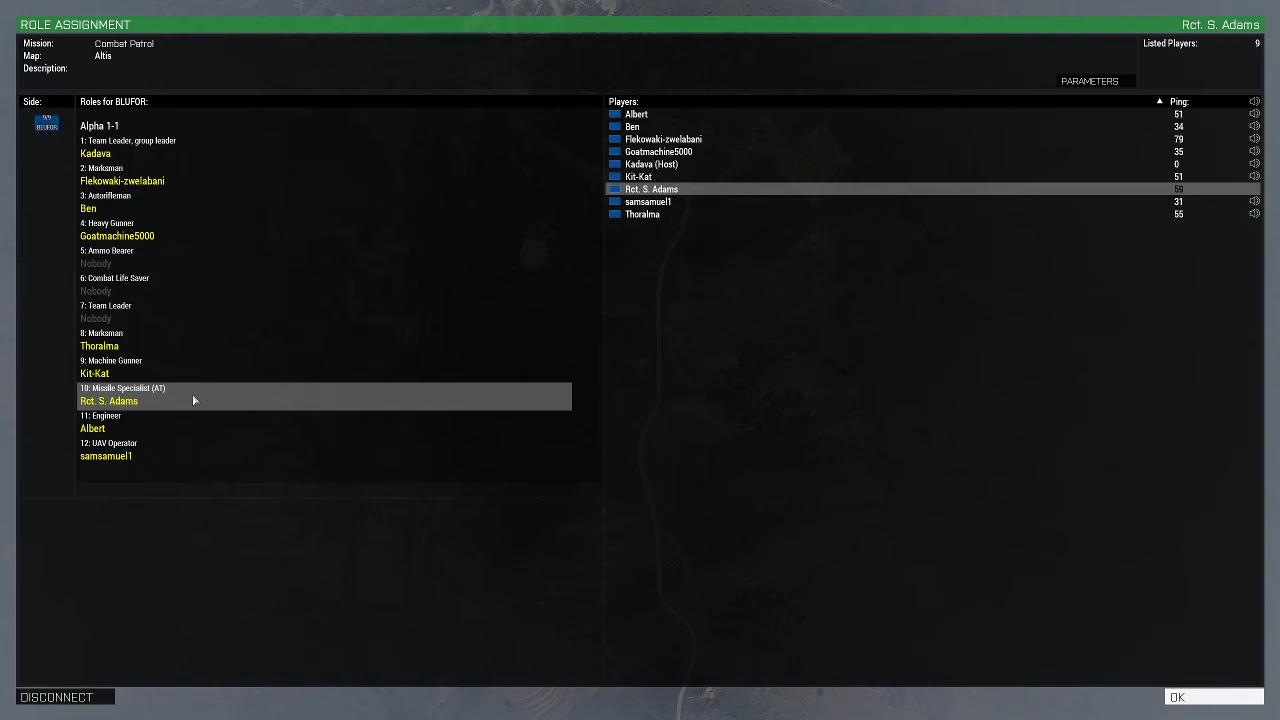 ROLE ASSIGNMENT
Rct. S. Adams
Mission: Combat Patrol
Map: Altis
Description:
Listed Players: 9
PARAMETERS
Side:
9/9
BLUFOR
Roles for BLUFOR:
Alpha 1-1
1: Team Leader, group leader
Kadava
2: Marksman
Flekowaki-zwelabani
3: Autorifleman
Ben
4: Heavy Gunner
Goatmachine5000
5: Ammo Bearer
Nobody
6: Combat Life Saver
Nobody
7: Team Leader
Nobody
8: Marksman
Thoralma
9: Machine Gunner
Kit-Kat
10: Missile Specialist (AT)
Rct. S. Adams
11: Engineer
Albert
12: UAV Operator
samsamuel1
Players: Ping:
Albert 51
Ben 34
Flekowaki-zwelabani 79
Goatmachine5000 35
Kadava (Host) 0
Kit-Kat 51
Rct. S. Adams 59
samsamuel1 31
Thoralma 55
DISCONNECT
OK